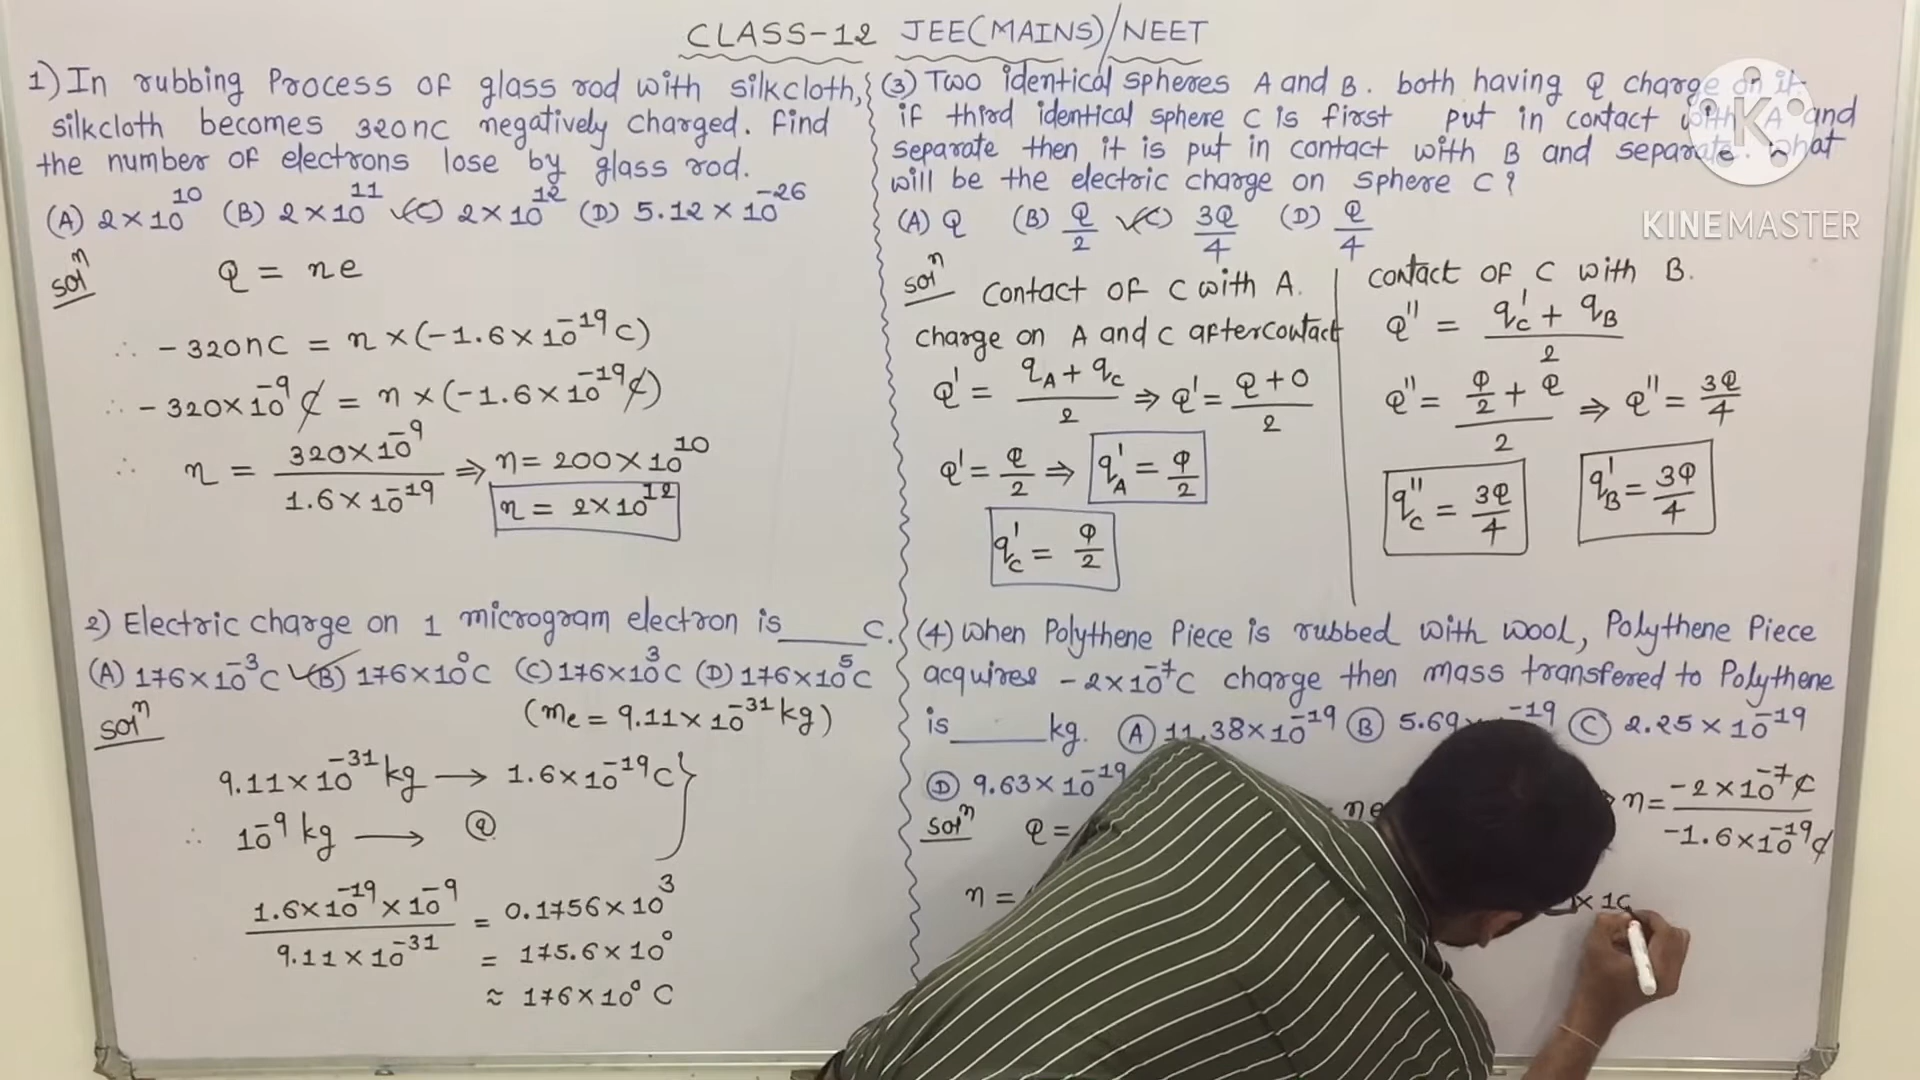 CLASS-12 JEE(MAINS)/NEET
1) In rubbing Process of glass rod with silkcloth,
silkcloth becomes 320nc negatively charged. Find
the number of electrons lose by glass rod.
(A) 2×10^10 (B) 2×10^11 (C) 2×10^12 (D) 5.12×10^-26
Sol^n Q = ne
∴ -320nC = n×(-1.6×10^-19 C)
∴ -320×10^-9 C = n×(-1.6×10^-19 C)
∴ n = 320×10^-9 / 1.6×10^-19 ⇒ n = 200×10^10
n = 2×10^12
2) Electric charge on 1 microgram electron is____C.
(A) 176×10^-3 C (B) 176×10^0 C (C) 176×10^3 C (D) 176×10^5 C
Sol^n (me = 9.11×10^-31 kg)
9.11×10^-31 kg → 1.6×10^-19 C
∴ 10^-9 kg → Q
1.6×10^-19 × 10^-9 / 9.11×10^-31 = 0.1756×10^3
= 175.6×10^0
≈ 176×10^0 C
(3) Two identical spheres A and B. both having Q charge on it.
if third identical sphere C is first put in contact with A and
separate then it is put in contact with B and separate. what
will be the electric charge on sphere C?
(A) Q (B) Q/2 (C) 3Q/4 (D) Q/4
Sol^n Contact of C with A.
charge on A and C aftercontact
Q' = qA + qC / 2 ⇒ Q' = Q+0 / 2
Q' = Q/2 ⇒ q'A = Q/2
q'C = Q/2
Contact of C with B.
Q'' = q'C + qB / 2
Q'' = Q/2 + Q / 2 ⇒ Q'' = 3Q/4
q''C = 3Q/4 q'B = 3Q/4
(4) When Polythene Piece is rubbed with wool, Polythene Piece
acquires -2×10^-7 C charge then mass transfered to Polythene
is_____kg. (A) 11.38×10^-19 (B) 5.69 10^-19 (C) 2.25×10^-19
(D) 9.63×10^-19
Sol^n Q = ne n = -2×10^-7 C / -1.6×10^-19 C
n = ×10
K
KINEMASTER